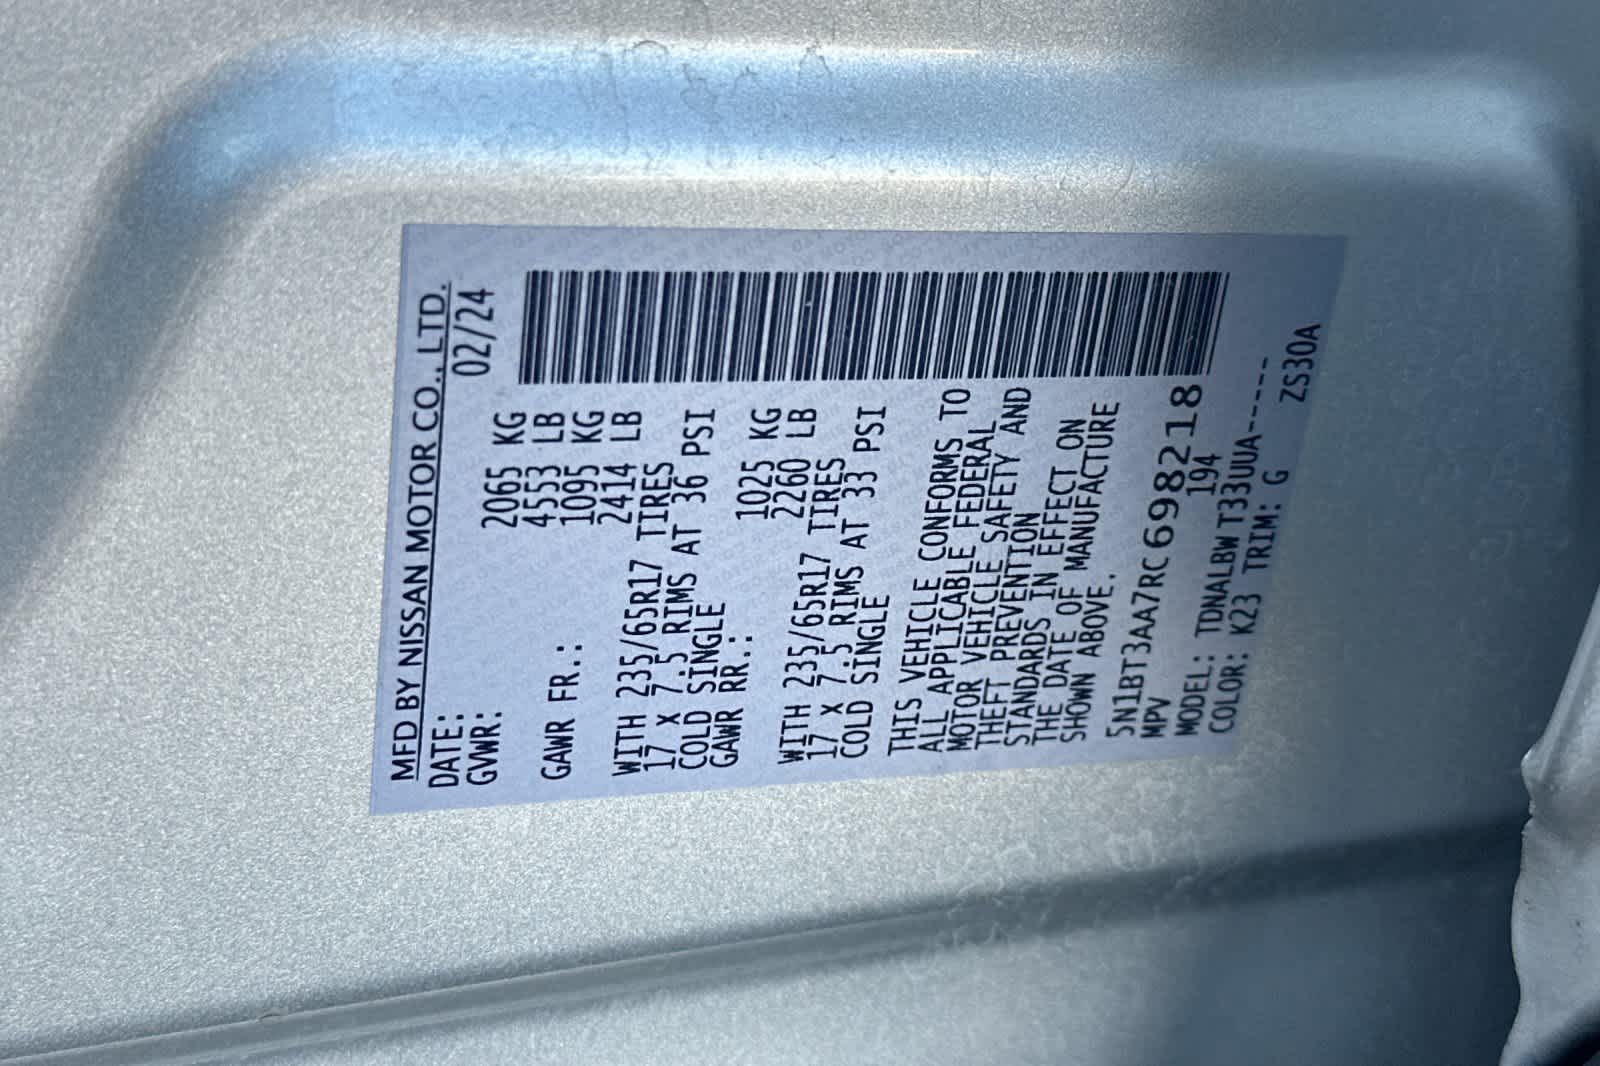 MFD BY NISSAN MOTOR CO., LTD.
DATE: 02/24
GVWR: 2065 KG
4553 LB
GAWR FR.: 1095 KG
2414 LB
WITH 235/65R17 TIRES
17 X 7.5 RIMS AT 36 PSI
COLD SINGLE
GAWR RR.: 1025 KG
2260 LB
WITH 235/65R17 TIRES
17 X 7.5 RIMS AT 33 PSI
COLD SINGLE
THIS VEHICLE CONFORMS TO
ALL APPLICABLE FEDERAL
MOTOR VEHICLE SAFETY AND
THEFT PREVENTION
STANDARDS IN EFFECT ON
THE DATE OF MANUFACTURE
SHOWN ABOVE.
5N1BT3AA7RC698218
MPV 194
MODEL: TDNALBWT33UUA-----
COLOR: K23 TRIM: G ZS30A